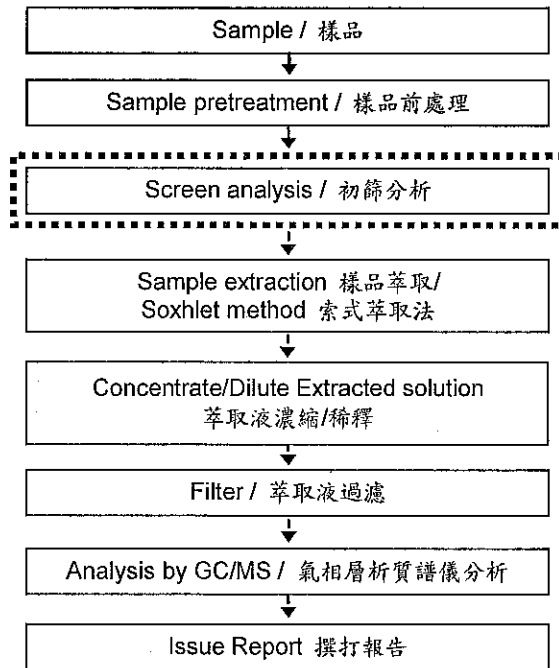 Sample / 樣品
Sample pretreatment / 樣品前處理
Screen analysis / 初篩分析
Sample extraction 樣品萃取/
Soxhlet method 索式萃取法
Concentrate/Dilute Extracted solution
萃取液濃縮/稀釋
Filter / 萃取液過濾
Analysis by GC/MS / 氣相層析質譜儀分析
Issue Report 撰打報告